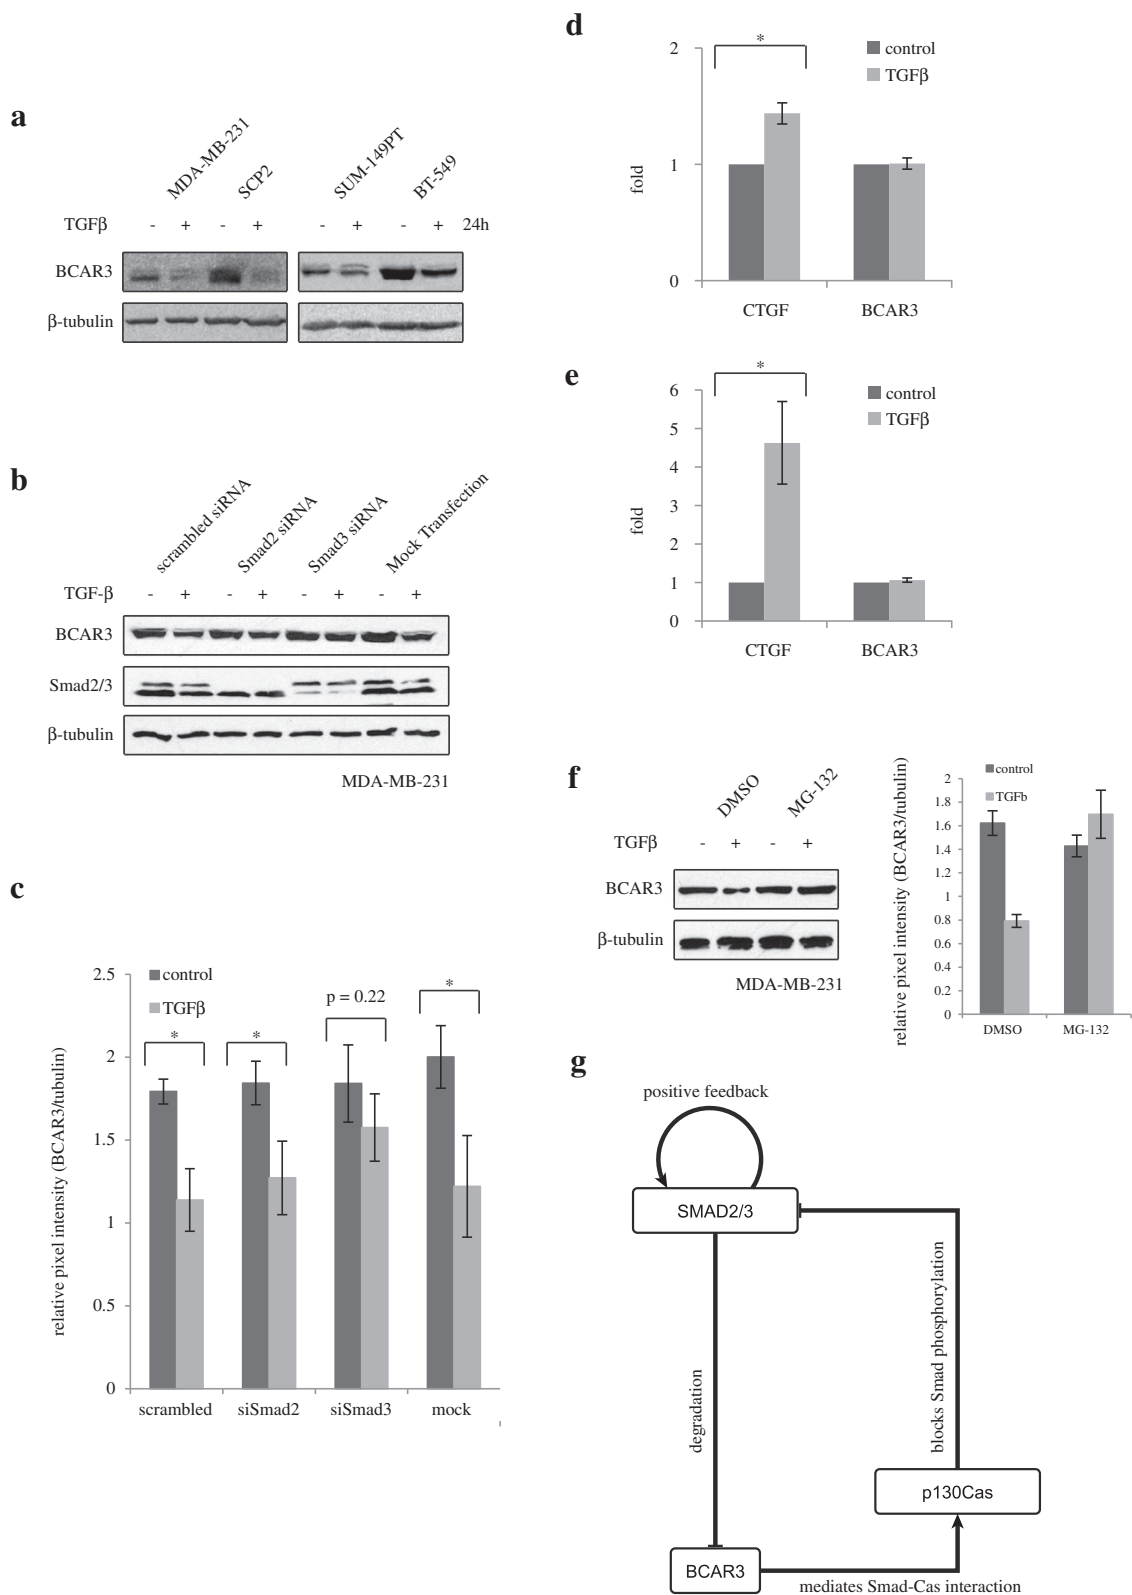 a
MDA-MB-231
SCP2
SUM-149PT
BT-549
TGFβ - + - + - + - + 24h
BCAR3
β-tubulin
b
scrambled siRNA
Smad2 siRNA
Smad3 siRNA
Mock Transfection
TGF-β - + - + - + - +
BCAR3
Smad2/3
β-tubulin
MDA-MB-231
c
relative pixel intensity (BCAR3/tubulin)
2.5
2
1.5
1
0.5
0
control
TGFβ
*
*
p = 0.22
*
scrambled siSmad2 siSmad3 mock
d
fold
2
1
0
*
control
TGFβ
CTGF BCAR3
e
fold
6
5
4
3
2
1
0
*
control
TGFβ
CTGF BCAR3
f
DMSO
MG-132
TGFβ - + - +
BCAR3
β-tubulin
MDA-MB-231
relative pixel intensity (BCAR3/tubulin)
2
1.8
1.6
1.4
1.2
1
0.8
0.6
0.4
0.2
0
control
TGFb
DMSO MG-132
g
positive feedback
SMAD2/3
degradation
blocks Smad phosphorylation
p130Cas
BCAR3
mediates Smad-Cas interaction